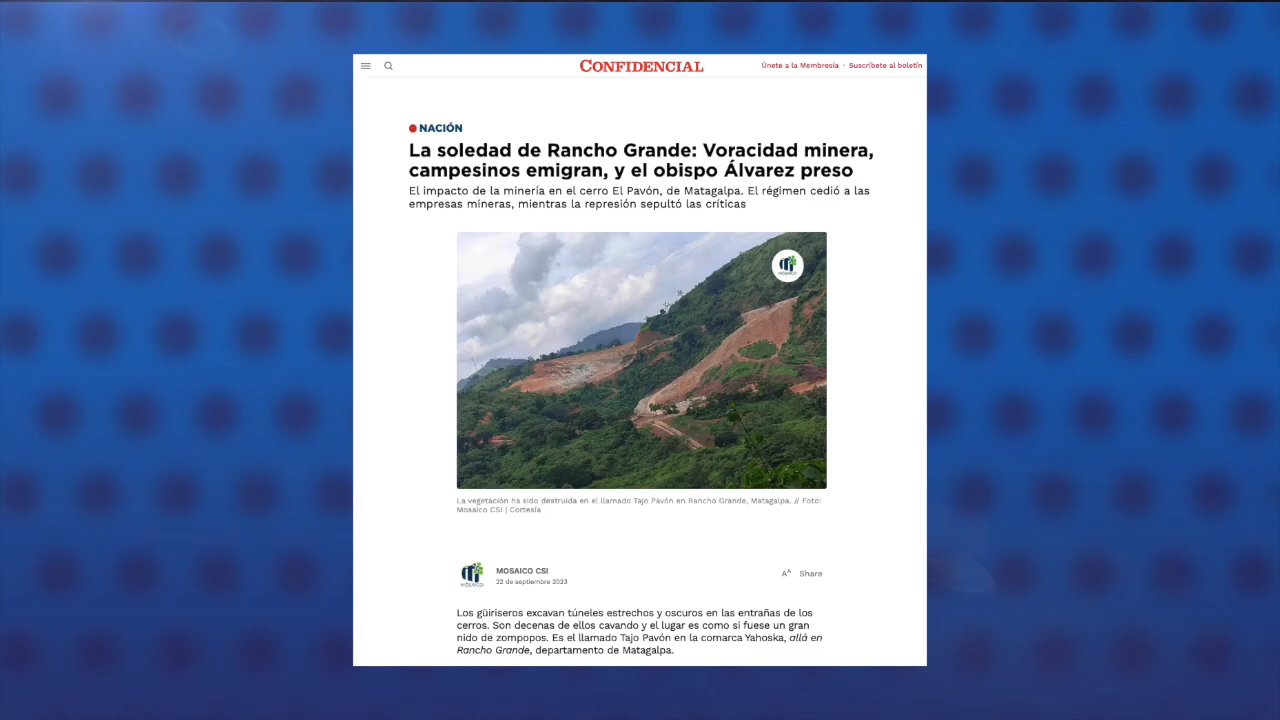 CONFIDENCIAL
Únete a la Membresía · Suscríbete al boletín
NACIÓN
La soledad de Rancho Grande: Voracidad minera,
campesinos emigran, y el obispo Álvarez preso
El impacto de la minería en el cerro El Pavón, de Matagalpa. El régimen cedió a las
empresas mineras, mientras la represión sepultó las críticas
MOSAICO
La vegetación ha sido destruida en el llamado Tajo Pavón en Rancho Grande, Matagalpa. // Foto:
Mosaico CSI | Cortesía
MOSAICO
MOSAICO CSI
22 de septiembre 2023
AA Share
Los güiriseros excavan túneles estrechos y oscuros en las entrañas de los
cerros. Son decenas de ellos cavando y el lugar es como si fuese un gran
nido de zompopos. Es el llamado Tajo Pavón en la comarca Yahoska, allá en
Rancho Grande, departamento de Matagalpa.